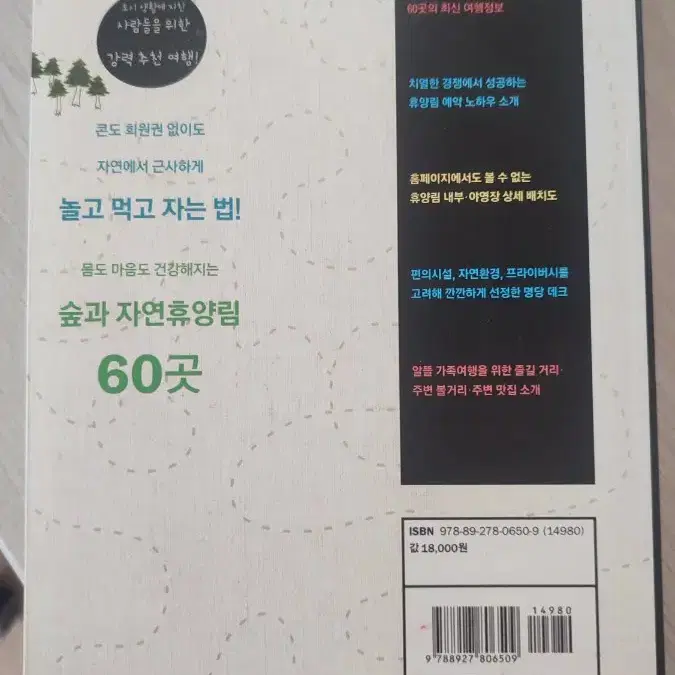 도시 생활에 지친
사람들을 위한
강력 추천 여행!
콘도 회원권 없이도
자연에서 근사하게
놀고 먹고 자는 법!
몸도 마음도 건강해지는
숲과 자연휴양림
60곳
60곳의 최신 여행정보
치열한 경쟁에서 성공하는
휴양림 예약 노하우 소개
홈페이지에서도 볼 수 없는
휴양림 내부·야영장 상세 배치도
편의시설, 자연환경, 프라이버시를
고려해 깐깐하게 선정한 명당 데크
알뜰 가족여행을 위한 즐길 거리·
주변 볼거리·주변 맛집 소개
ISBN 978-89-278-0650-9 (14980)
값 18,000원
14980
9 788927 806509